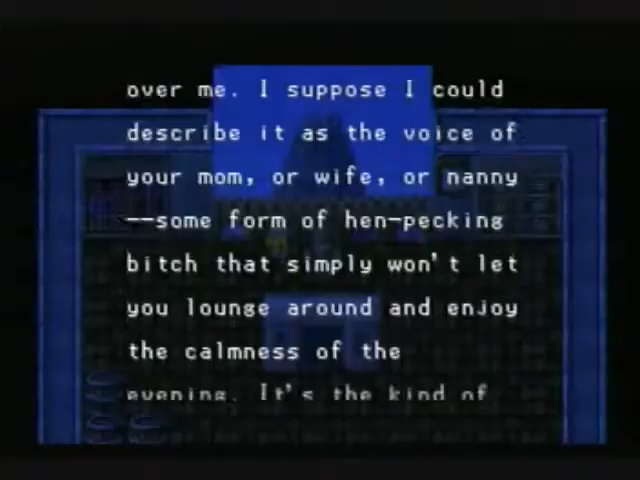 over me. I suppose I could
describe it as the voice of
your mom, or wife, or nanny
--some form of hen-pecking
bitch that simply won't let
you lounge around and enjoy
the calmness of the
evening. It's the kind of